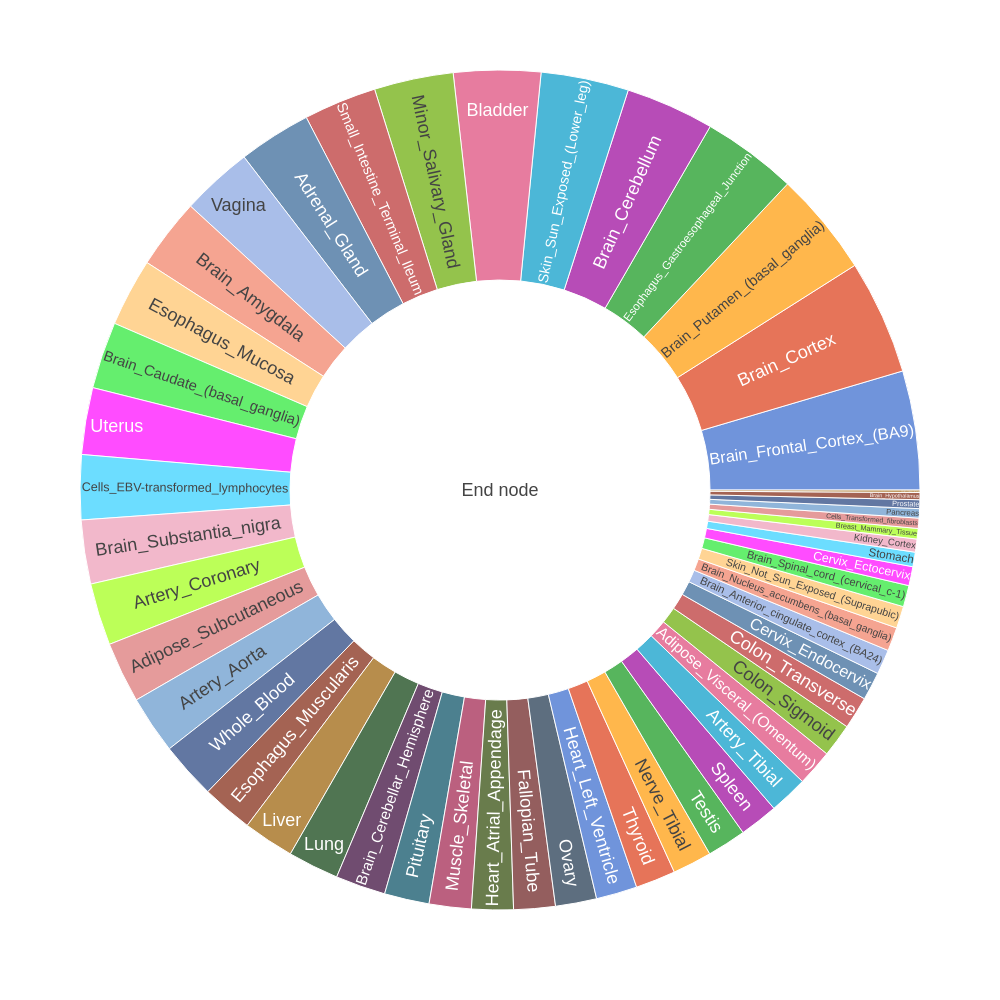 End node
Brain_Frontal_Cortex_(BA9)
Brain_Cortex
Brain_Putamen_(basal_ganglia)
Esophagus_Gastroesophageal_Junction
Brain_Cerebellum
Skin_Sun_Exposed_(Lower_leg)
Bladder
Minor_Salivary_Gland
Small_Intestine_Terminal_Ileum
Adrenal_Gland
Vagina
Brain_Amygdala
Esophagus_Mucosa
Brain_Caudate_(basal_ganglia)
Uterus
Cells_EBV-transformed_lymphocytes
Brain_Substantia_nigra
Artery_Coronary
Adipose_Subcutaneous
Artery_Aorta
Whole_Blood
Esophagus_Muscularis
Liver
Lung
Brain_Cerebellar_Hemisphere
Pituitary
Muscle_Skeletal
Heart_Atrial_Appendage
Fallopian_Tube
Ovary
Heart_Left_Ventricle
Thyroid
Nerve_Tibial
Testis
Spleen
Artery_Tibial
Adipose_Visceral_(Omentum)
Colon_Sigmoid
Colon_Transverse
Cervix_Endocervix
Brain_Anterior_cingulate_cortex_(BA24)
Brain_Nucleus_accumbens_(basal_ganglia)
Skin_Not_Sun_Exposed_(Suprapubic)
Brain_Spinal_cord_(cervical_c-1)
Cervix_Ectocervix
Stomach
Kidney_Cortex
Breast_Mammary_Tissue
Cells_Transformed_fibroblasts
Pancreas
Prostate
Brain_Hypothalamus